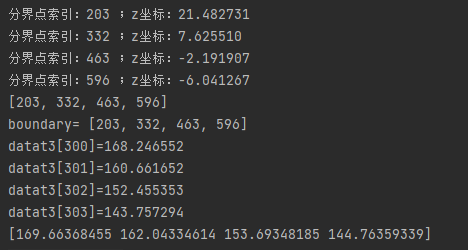 分界点索引：203 ；z坐标：21.482731
分界点索引：332 ；z坐标：7.625510
分界点索引：463 ；z坐标：-2.191907
分界点索引：596 ；z坐标：-6.041267
[203, 332, 463, 596]
boundary= [203, 332, 463, 596]
datat3[300]=168.246552
datat3[301]=160.661652
datat3[302]=152.455353
datat3[303]=143.757294
[169.66368455 162.04334614 153.69348185 144.76359339]